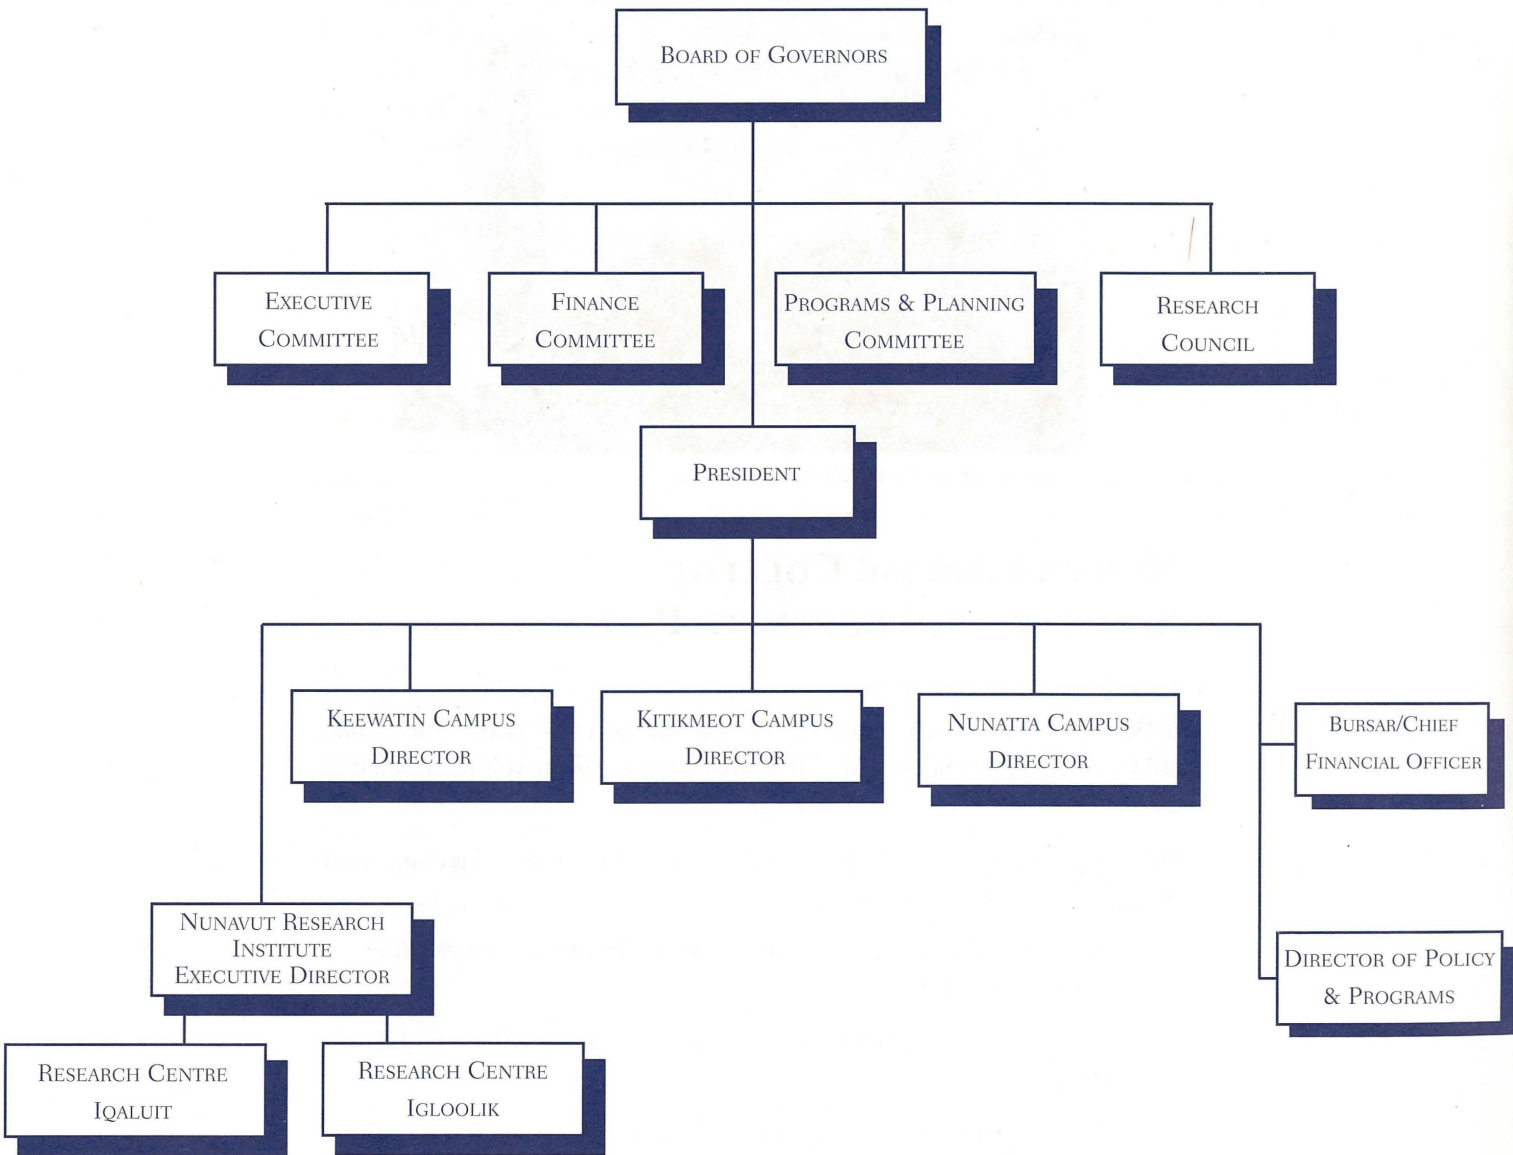 BOARD OF GOVERNORS
EXECUTIVE
COMMITTEE
FINANCE
COMMITTEE
PROGRAMS & PLANNING
COMMITTEE
RESEARCH
COUNCIL
PRESIDENT
KEEWATIN CAMPUS
DIRECTOR
KITIKMEOT CAMPUS
DIRECTOR
NUNATTA CAMPUS
DIRECTOR
BURSAR/CHIEF
FINANCIAL OFFICER
NUNAVUT RESEARCH
INSTITUTE
EXECUTIVE DIRECTOR
DIRECTOR OF POLICY
& PROGRAMS
RESEARCH CENTRE
IQALUIT
RESEARCH CENTRE
IGLOOLIK